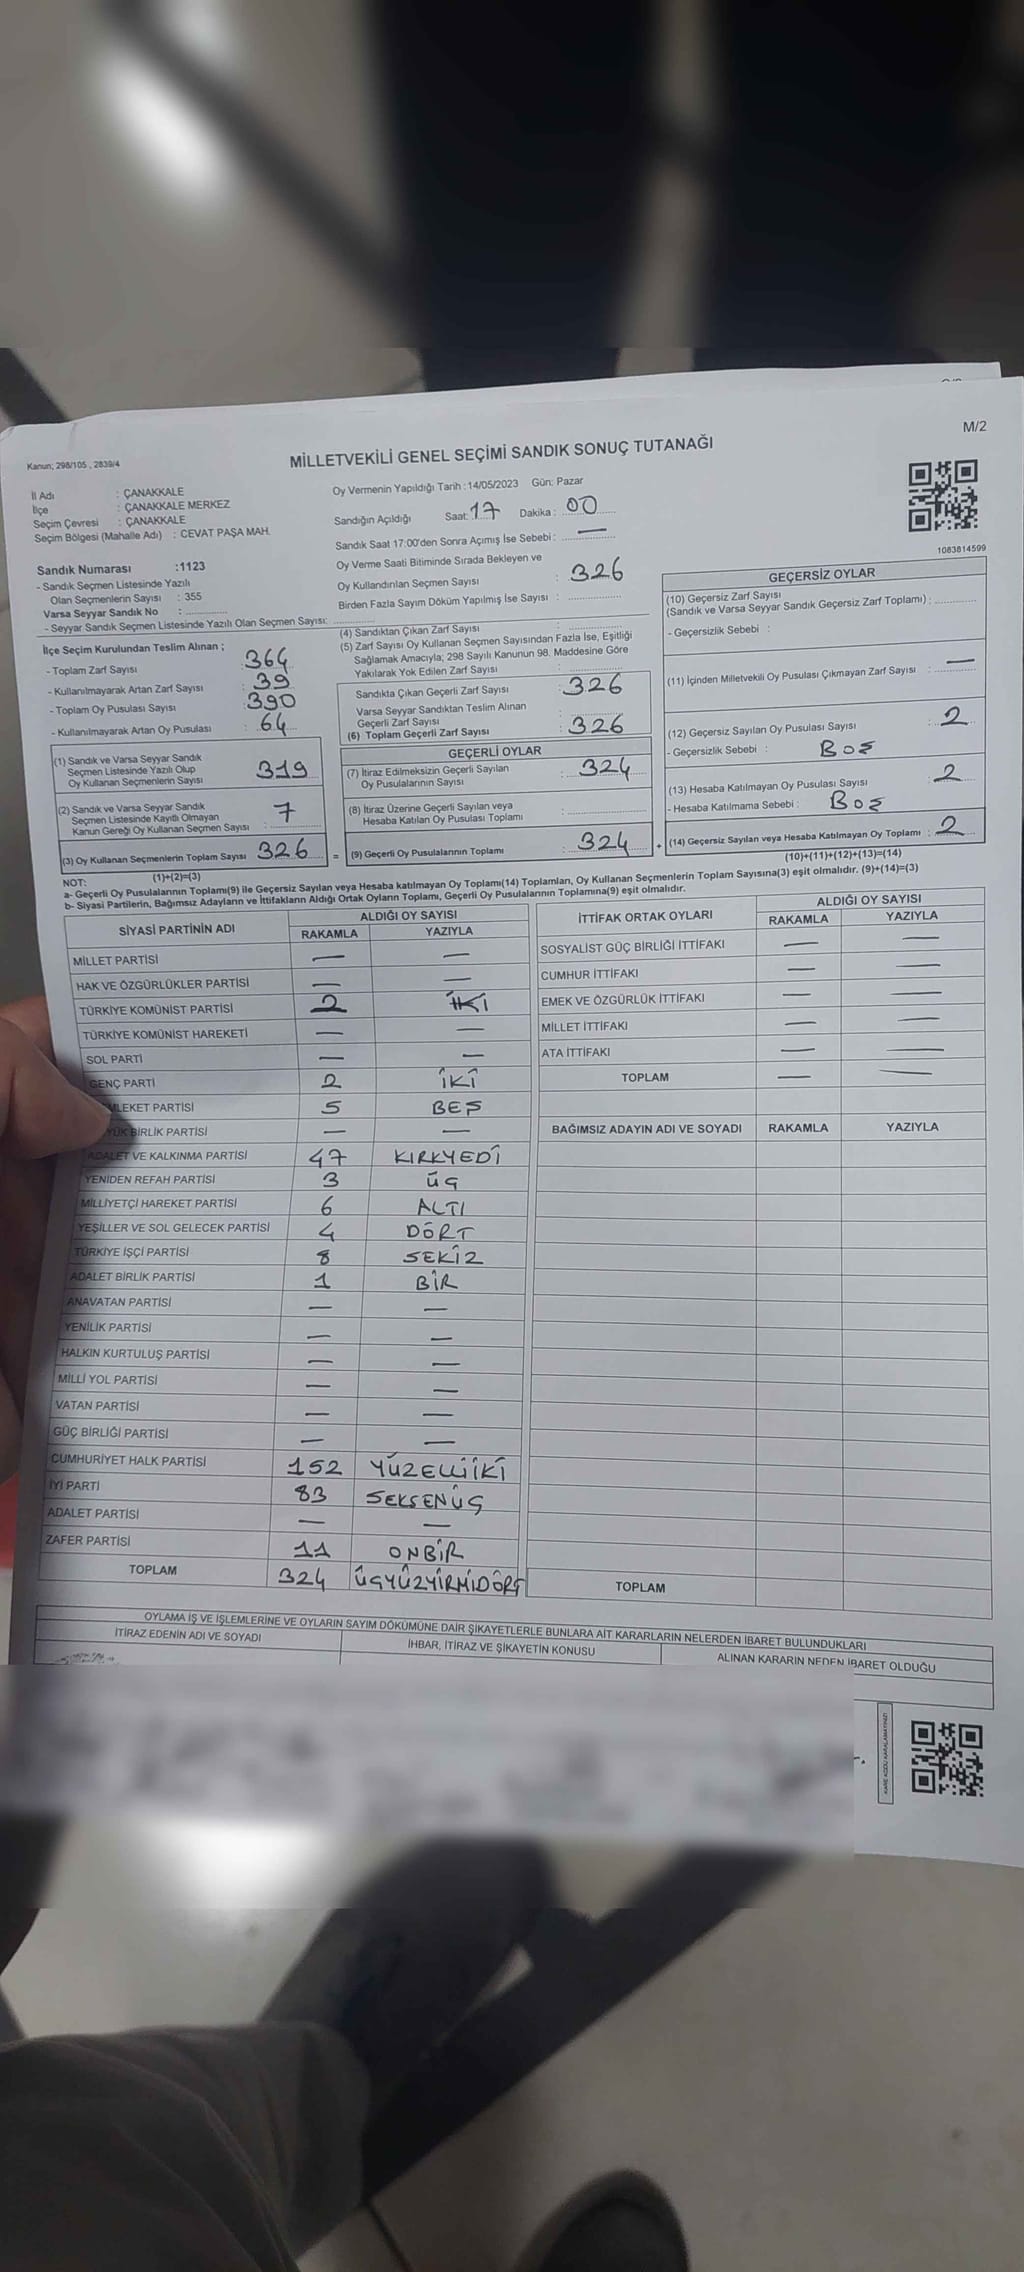 M/2
Kanun; 298/105 , 2839/4
MİLLETVEKİLİ GENEL SEÇİMİ SANDIK SONUÇ TUTANAĞI
İl Adı : ÇANAKKALE
İlçe : ÇANAKKALE MERKEZ
Seçim Çevresi : ÇANAKKALE
Seçim Bölgesi (Mahalle Adı) : CEVAT PAŞA MAH.
Oy Vermenin Yapıldığı Tarih : 14/05/2023 Gün: Pazar
Sandığın Açıldığı Saat: 17 Dakika : 00
Sandık Saat 17:00'den Sonra Açımış İse Sebebi : —
Oy Verme Saati Bitiminde Sırada Bekleyen ve
Oy Kullandırılan Seçmen Sayısı : 326
Birden Fazla Sayım Döküm Yapılmış İse Sayısı :
1083814599
Sandık Numarası :1123
- Sandık Seçmen Listesinde Yazılı
Olan Seçmenlerin Sayısı : 355
Varsa Seyyar Sandık No :
- Seyyar Sandık Seçmen Listesinde Yazılı Olan Seçmen Sayısı:
İlçe Seçim Kurulundan Teslim Alınan ;
- Toplam Zarf Sayısı : 364
- Kullanılmayarak Artan Zarf Sayısı : 39
- Toplam Oy Pusulası Sayısı : 390
- Kullanılmayarak Artan Oy Pusulası : 64
(1) Sandık ve Varsa Seyyar Sandık
Seçmen Listesinde Yazılı Olup
Oy Kullanan Seçmenlerin Sayısı 319
(2) Sandık ve Varsa Seyyar Sandık
Seçmen Listesinde Kayıtlı Olmayan
Kanun Gereği Oy Kullanan Seçmen Sayısı : 7
(3) Oy Kullanan Seçmenlerin Toplam Sayısı 326
(1)+(2)=(3)
(4) Sandıktan Çıkan Zarf Sayısı :
(5) Zarf Sayısı Oy Kullanan Seçmen Sayısından Fazla İse, Eşitliği
Sağlamak Amacıyla; 298 Sayılı Kanunun 98. Maddesine Göre
Yakılarak Yok Edilen Zarf Sayısı :
Sandıkta Çıkan Geçerli Zarf Sayısı : 326
Varsa Seyyar Sandıktan Teslim Alınan
Geçerli Zarf Sayısı :
(6) Toplam Geçerli Zarf Sayısı : 326
GEÇERLİ OYLAR
(7) İtiraz Edilmeksizin Geçerli Sayılan
Oy Pusulalarının Sayısı : 324
(8) İtiraz Üzerine Geçerli Sayılan veya
Hesaba Katılan Oy Pusulası Toplamı :
= (9) Geçerli Oy Pusulalarının Toplamı : 324 +
GEÇERSİZ OYLAR
(10) Geçersiz Zarf Sayısı
(Sandık ve Varsa Seyyar Sandık Geçersiz Zarf Toplamı) :
- Geçersizlik Sebebi :
(11) İçinden Milletvekili Oy Pusulası Çıkmayan Zarf Sayısı : —
(12) Geçersiz Sayılan Oy Pusulası Sayısı : 2
- Geçersizlik Sebebi : BOŞ
(13) Hesaba Katılmayan Oy Pusulası Sayısı : 2
- Hesaba Katılmama Sebebi : BOŞ
(14) Geçersiz Sayılan veya Hesaba Katılmayan Oy Toplamı : 2
(10)+(11)+(12)+(13)=(14)
NOT:
a- Geçerli Oy Pusulalarının Toplamı(9) ile Geçersiz Sayılan veya Hesaba katılmayan Oy Toplamı(14) Toplamları, Oy Kullanan Seçmenlerin Toplam Sayısına(3) eşit olmalıdır. (9)+(14)=(3)
b- Siyasi Partilerin, Bağımsız Adayların ve İttifakların Aldığı Ortak Oyların Toplamı, Geçerli Oy Pusulalarının Toplamına(9) eşit olmalıdır.
SİYASİ PARTİNİN ADI ALDIĞI OY SAYISI
RAKAMLA YAZIYLA
MİLLET PARTİSİ — —
HAK VE ÖZGÜRLÜKLER PARTİSİ — —
TÜRKİYE KOMÜNİST PARTİSİ 2 İKİ
TÜRKİYE KOMÜNİST HAREKETİ — —
SOL PARTİ — —
GENÇ PARTİ 2 İKİ
MLEKET PARTİSİ 5 BEŞ
YÜK BİRLİK PARTİSİ — —
ADALET VE KALKINMA PARTİSİ 47 KIRKYEDİ
YENİDEN REFAH PARTİSİ 3 ÜÇ
MİLLİYETÇİ HAREKET PARTİSİ 6 ALTI
YEŞİLLER VE SOL GELECEK PARTİSİ 4 DÖRT
TÜRKİYE İŞÇİ PARTİSİ 8 SEKİZ
ADALET BİRLİK PARTİSİ 1 BİR
ANAVATAN PARTİSİ — —
YENİLİK PARTİSİ — —
HALKIN KURTULUŞ PARTİSİ — —
MİLLİ YOL PARTİSİ — —
VATAN PARTİSİ — —
GÜÇ BİRLİĞİ PARTİSİ — —
CUMHURİYET HALK PARTİSİ 152 YÜZELLİİKİ
İYİ PARTİ 83 SEKSENÜÇ
ADALET PARTİSİ — —
ZAFER PARTİSİ 11 ONBİR
TOPLAM 324 ÜÇYÜZYİRMİDÖRT
İTTİFAK ORTAK OYLARI ALDIĞI OY SAYISI
RAKAMLA YAZIYLA
SOSYALİST GÜÇ BİRLİĞİ İTTİFAKI — —
CUMHUR İTTİFAKI — —
EMEK VE ÖZGÜRLÜK İTTİFAKI — —
MİLLET İTTİFAKI — —
ATA İTTİFAKI — —
TOPLAM — —
BAĞIMSIZ ADAYIN ADI VE SOYADI RAKAMLA YAZIYLA
TOPLAM
OYLAMA İŞ VE İŞLEMLERİNE VE OYLARIN SAYIM DÖKÜMÜNE DAİR ŞİKAYETLERLE BUNLARA AİT KARARLARIN NELERDEN İBARET BULUNDUKLARI
İTİRAZ EDENİN ADI VE SOYADI İHBAR, İTİRAZ VE ŞİKAYETİN KONUSU ALINAN KARARIN NEDEN İBARET OLDUĞU
KARE KODU KARALAMAYINIZ!